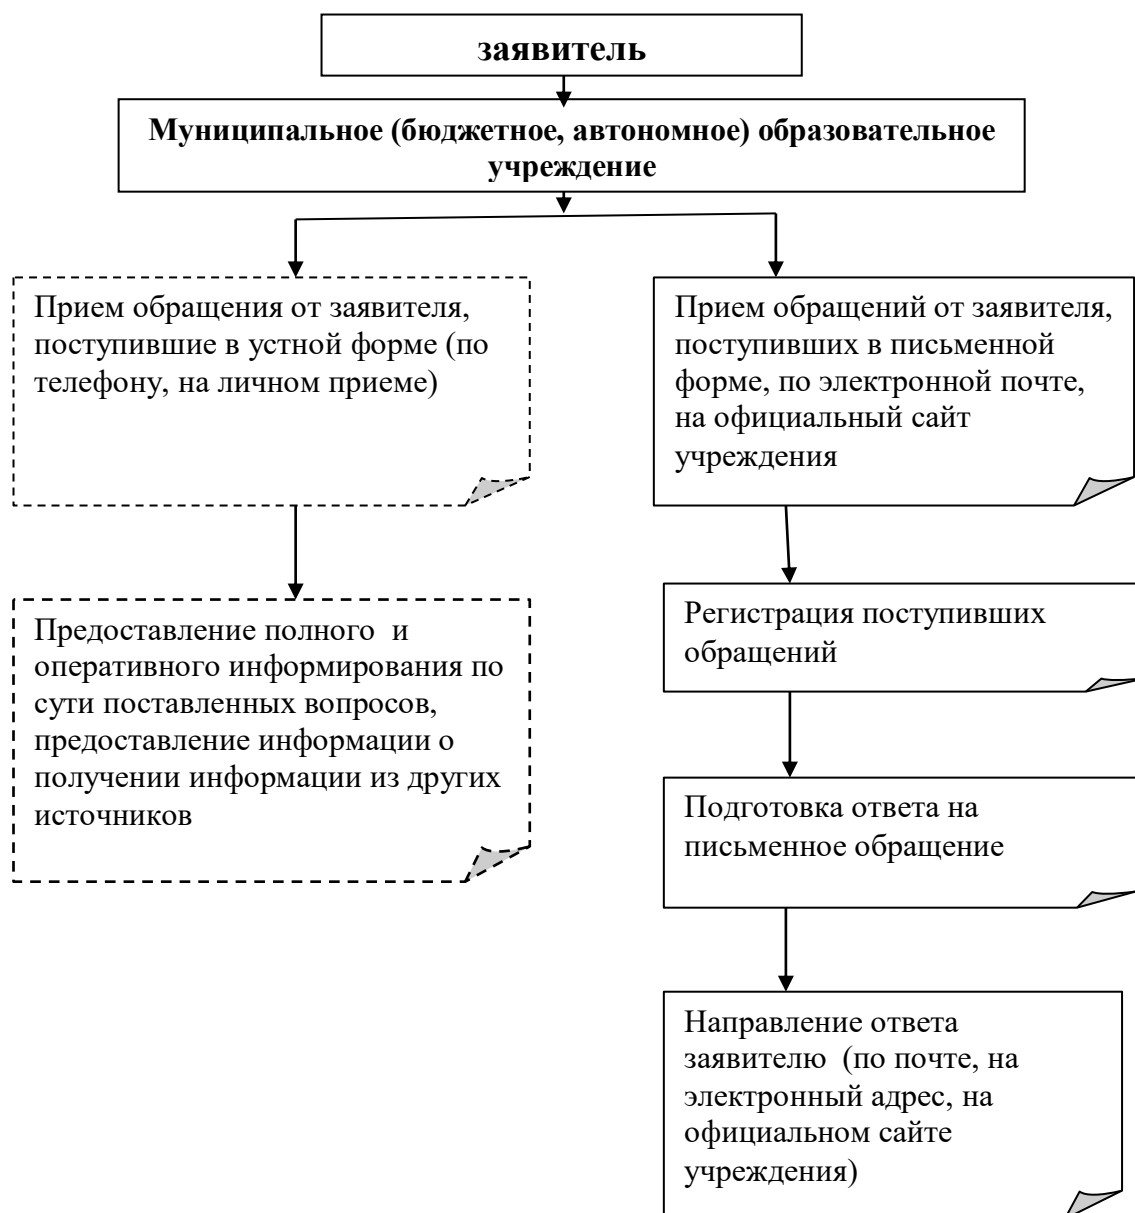 заявитель
Муниципальное (бюджетное, автономное) образовательное
учреждение
Прием обращения от заявителя,
поступившие в устной форме (по
телефону, на личном приеме)
Прием обращений от заявителя,
поступивших в письменной
форме, по электронной почте,
на официальный сайт
учреждения
Предоставление полного и
оперативного информирования по
сути поставленных вопросов,
предоставление информации о
получении информации из других
источников
Регистрация поступивших
обращений
Подготовка ответа на
письменное обращение
Направление ответа
заявителю (по почте, на
электронный адрес, на
официальном сайте
учреждения)